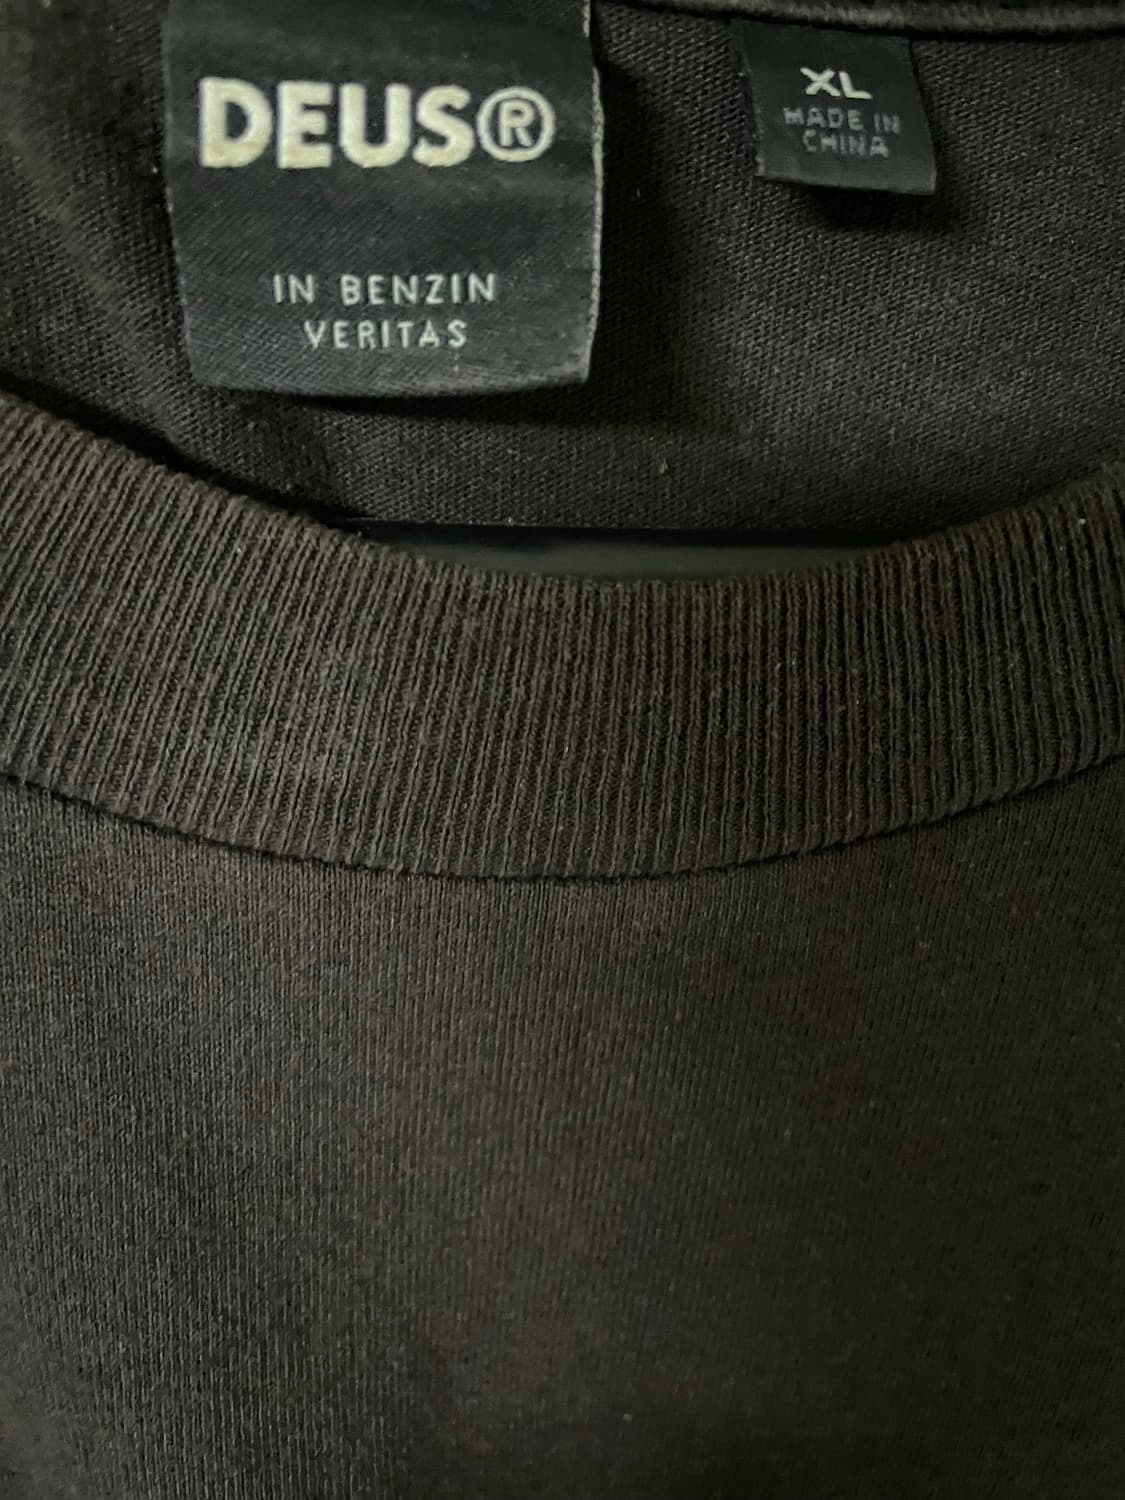 DEUS®
IN BENZIN
VERITAS
XL
MADE IN
CHINA